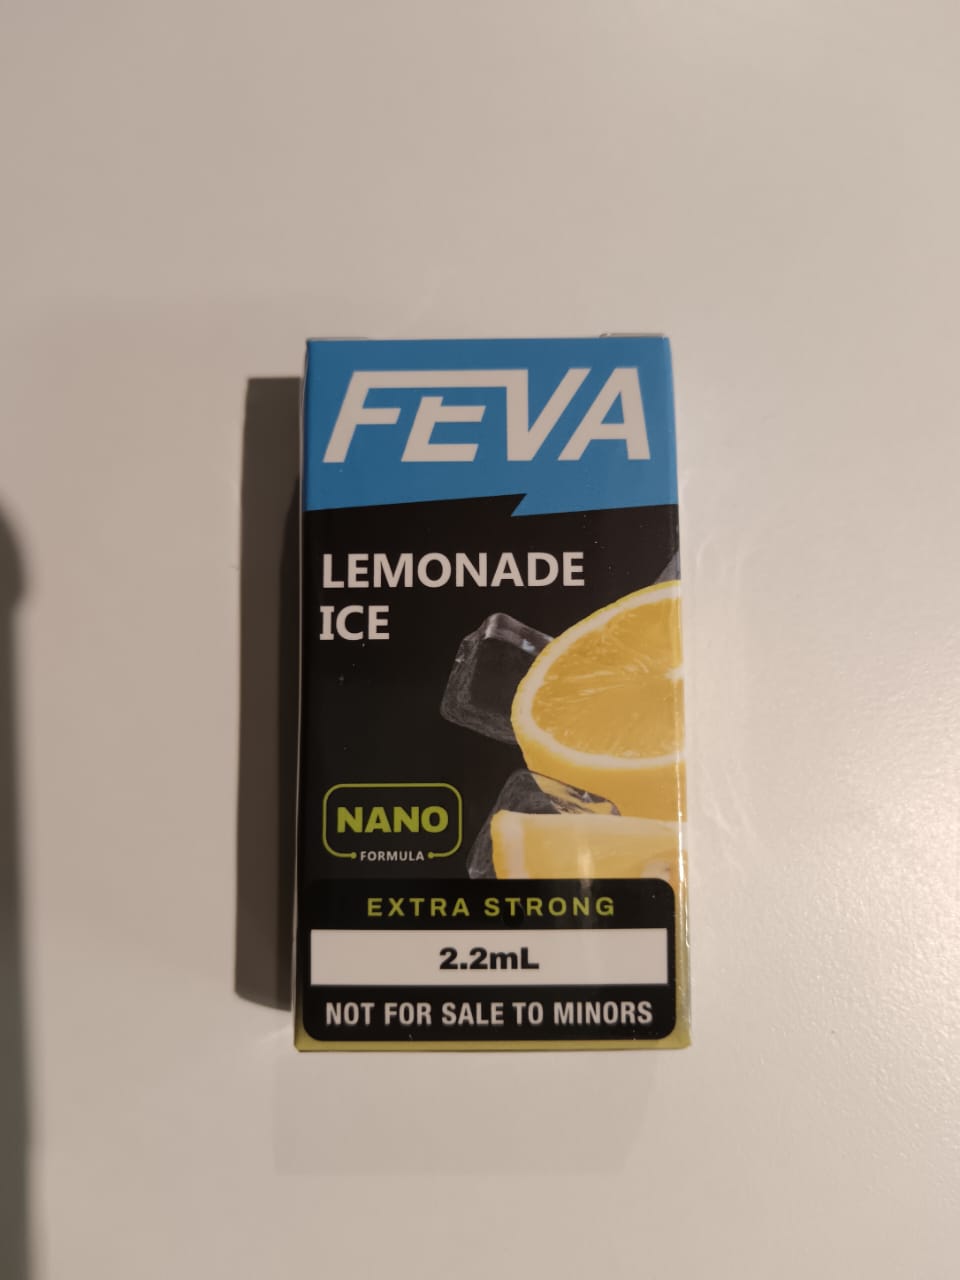 FEVA
LEMONADE
ICE
NANO
FORMULA
EXTRA STRONG
2.2mL
NOT FOR SALE TO MINORS